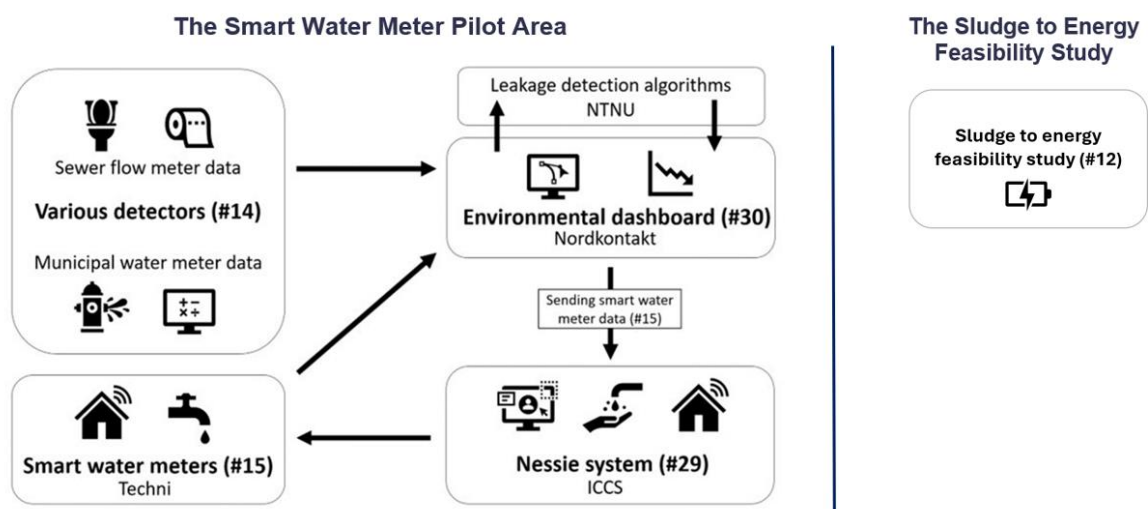 The Smart Water Meter Pilot Area
Sewer flow meter data
Various detectors (#14)
Municipal water meter data
Smart water meters (#15)
Techni
Leakage detection algorithms
NTNU
Environmental dashboard (#30)
Nordkontakt
Sending smart water
meter data (#15)
Nessie system (#29)
ICCS
The Sludge to Energy
Feasibility Study
Sludge to energy
feasibility study (#12)